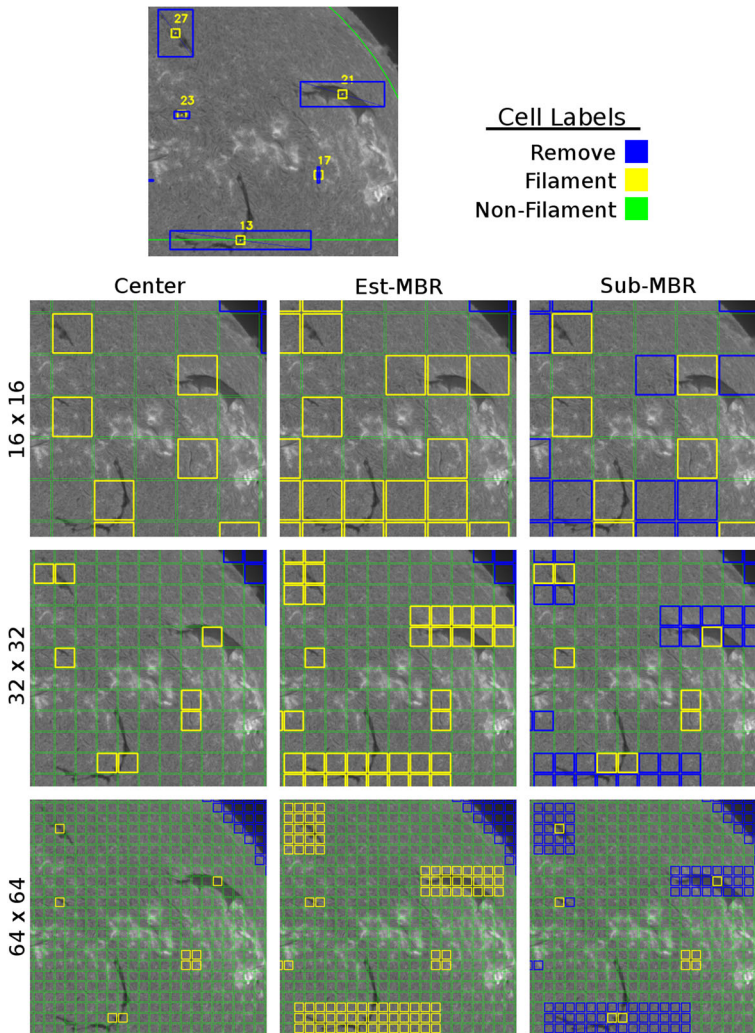 27
21
23
17
13
Cell Labels
Remove
Filament
Non-Filament
Center Est-MBR Sub-MBR
16 x 16
32 x 32
64 x 64